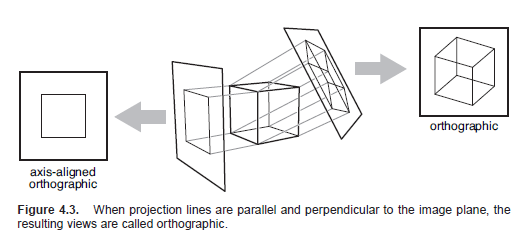 axis-aligned
orthographic
orthographic
Figure 4.3. When projection lines are parallel and perpendicular to the image plane, the
resulting views are called orthographic.